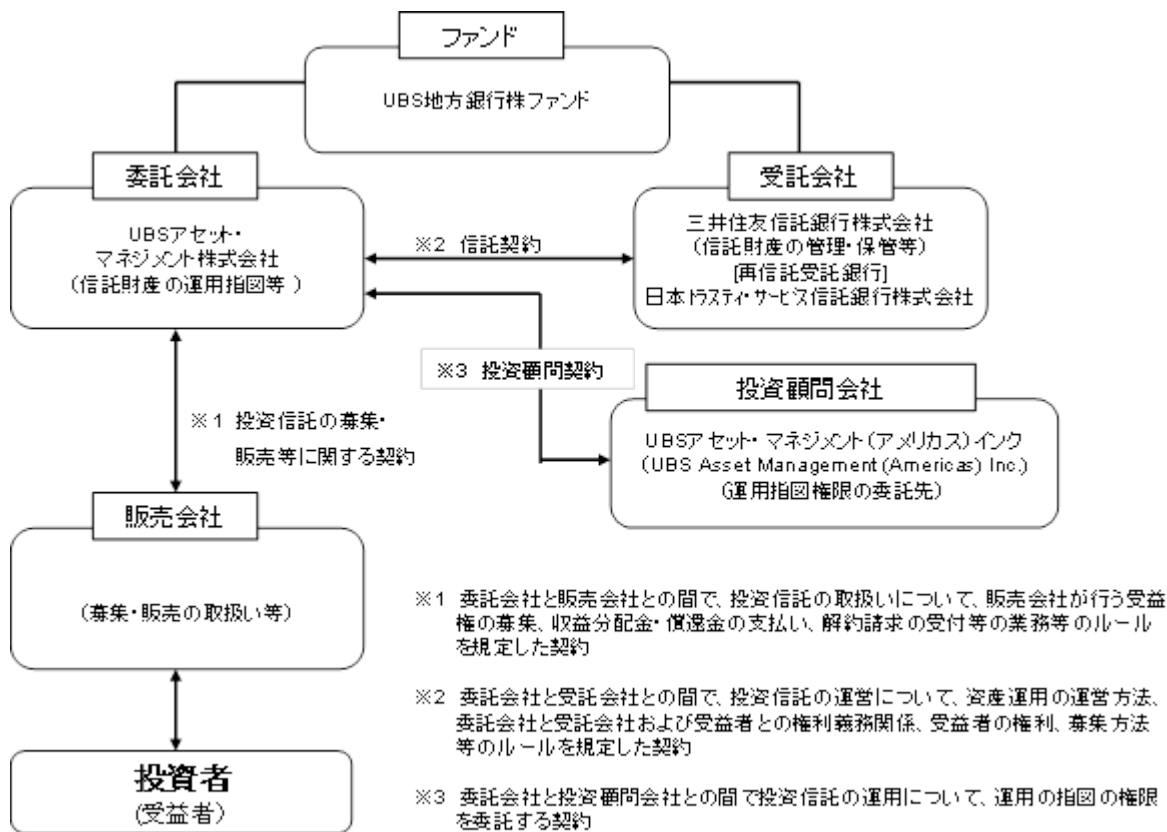 ファンド
UBS地方銀行株ファンド
委託会社
UBSアセット・
マネジメント株式会社
(信託財産の運用指図等)
※2 信託契約
受託会社
三井住友信託銀行株式会社
(信託財産の管理・保管等)
[再信託受託銀行]
日本トラスティ・サービス信託銀行株式会社
※3 投資顧問契約
投資顧問会社
UBSアセット・マネジメント(アメリカス)インク
(UBS Asset Management (Americas) Inc.)
(運用指図権限の委託先)
※1 投資信託の募集・
販売等に関する契約
販売会社
(募集・販売の取扱い等)
投資者
(受益者)
※1 委託会社と販売会社との間で、投資信託の取扱いについて、販売会社が行う受益
権の募集、収益分配金・償還金の支払い、解約請求の受付等の業務等のルール
を規定した契約
※2 委託会社と受託会社との間で、投資信託の運営について、資産運用の運営方法、
委託会社と受託会社および受益者との権利義務関係、受益者の権利、募集方法
等のルールを規定した契約
※3 委託会社と投資顧問会社との間で投資信託の運用について、運用の指図の権限
を委託する契約